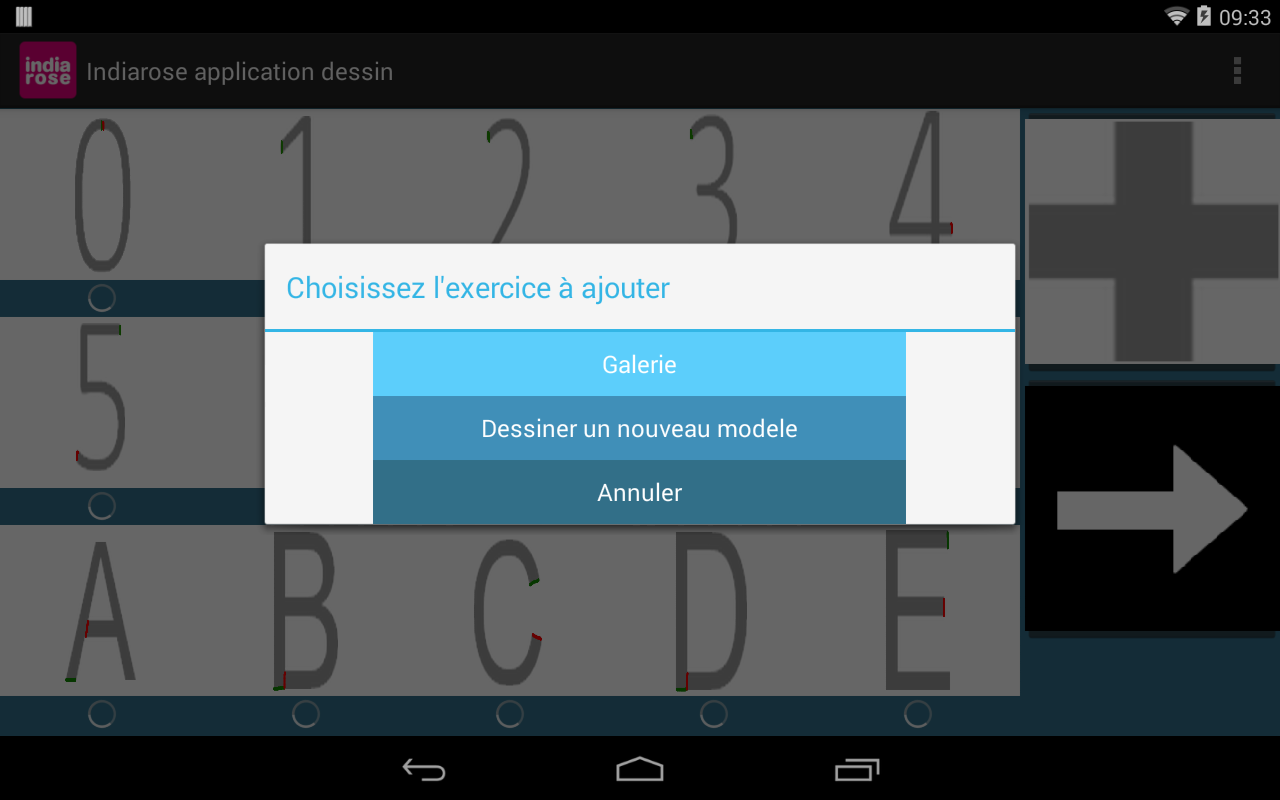 09:33
india
rose
Indiarose application dessin
0 1 2 3 4
Choisissez l'exercice à ajouter
Galerie
5
Dessiner un nouveau modele
Annuler
A B C D E